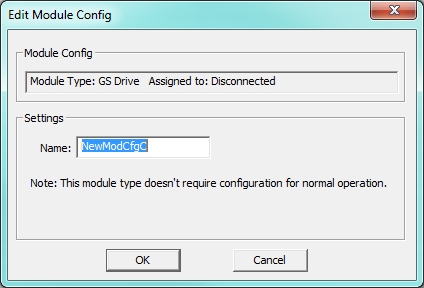 Edit Module Config
Module Config
Module Type: GS Drive   Assigned to: Disconnected
Settings
Name: NewModCfgC
Note: This module type doesn't require configuration for normal operation.
OK Cancel